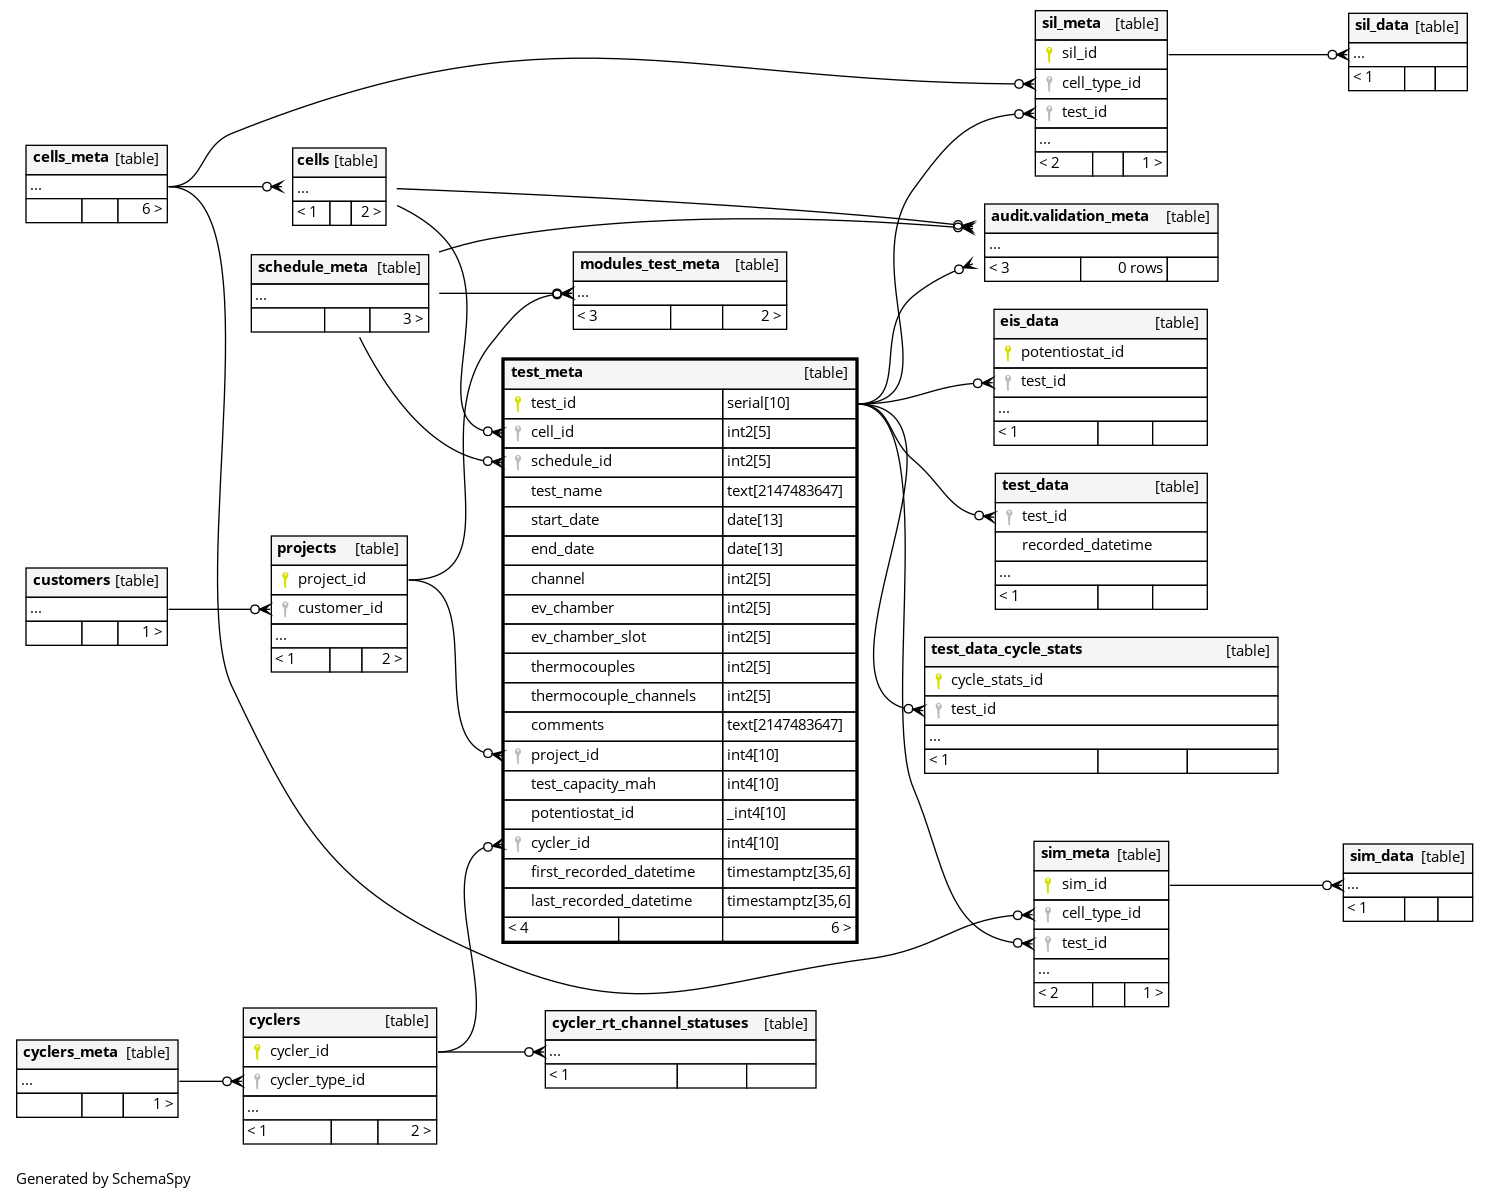 sil_meta [table]
sil_id
cell_type_id
test_id
...
< 2 1 >
sil_data [table]
...
< 1
cells_meta [table]
...
6 >
cells [table]
...
< 1 2 >
audit.validation_meta [table]
...
< 3 0 rows
schedule_meta [table]
...
3 >
modules_test_meta [table]
...
< 3 2 >
eis_data [table]
potentiostat_id
test_id
...
< 1
test_meta [table]
test_id serial[10]
cell_id int2[5]
schedule_id int2[5]
test_name text[2147483647]
start_date date[13]
end_date date[13]
channel int2[5]
ev_chamber int2[5]
ev_chamber_slot int2[5]
thermocouples int2[5]
thermocouple_channels int2[5]
comments text[2147483647]
project_id int4[10]
test_capacity_mah int4[10]
potentiostat_id _int4[10]
cycler_id int4[10]
first_recorded_datetime timestamptz[35,6]
last_recorded_datetime timestamptz[35,6]
< 4 6 >
test_data [table]
test_id
recorded_datetime
...
< 1
projects [table]
project_id
customer_id
...
< 1 2 >
customers [table]
...
1 >
test_data_cycle_stats [table]
cycle_stats_id
test_id
...
< 1
sim_meta [table]
sim_id
cell_type_id
test_id
...
< 2 1 >
sim_data [table]
...
< 1
cyclers [table]
cycler_id
cycler_type_id
...
< 1 2 >
cycler_rt_channel_statuses [table]
...
< 1
cyclers_meta [table]
...
1 >
Generated by SchemaSpy